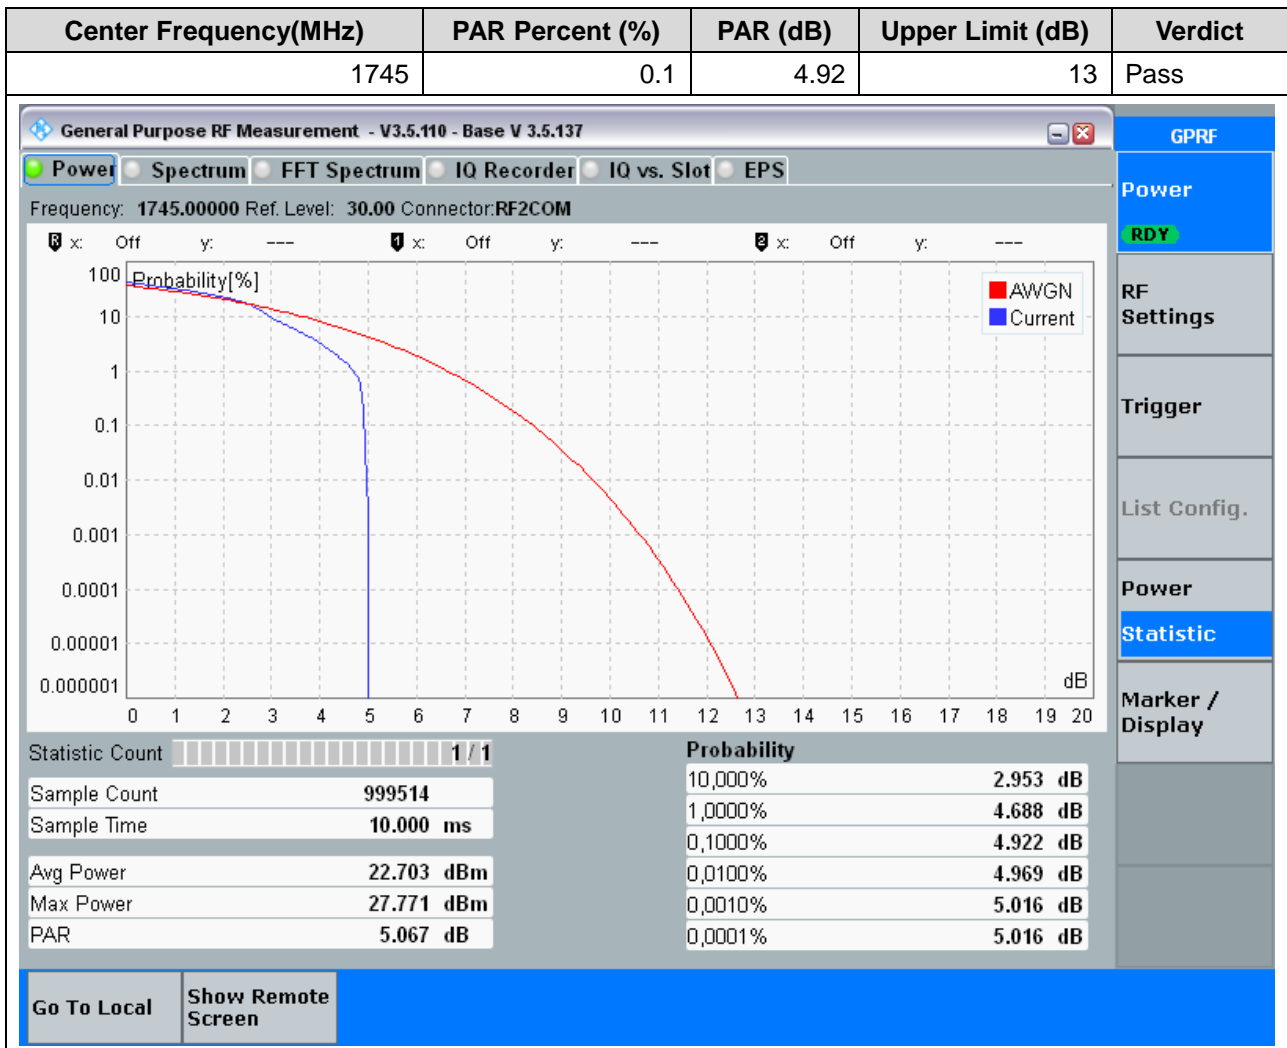 Center Frequency(MHz) PAR Percent (%) PAR (dB) Upper Limit (dB) Verdict
1745 0.1 4.92 13 Pass
General Purpose RF Measurement - V3.5.110 - Base V 3.5.137
GPRF
Power Spectrum FFT Spectrum IQ Recorder IQ vs. Slot EPS
Power
RDY
Frequency: 1745.00000 Ref. Level: 30.00 Connector:RF2COM
R x: Off y: --- 1 x: Off y: --- 2 x: Off y: ---
Probability[%]
AWGN
Current
100
10
1
0.1
0.01
0.001
0.0001
0.00001
0.000001
dB
0 1 2 3 4 5 6 7 8 9 10 11 12 13 14 15 16 17 18 19 20
RF
Settings
Trigger
List Config.
Power
Statistic
Marker /
Display
Statistic Count 1 / 1
Sample Count 999514
Sample Time 10.000 ms
Avg Power 22.703 dBm
Max Power 27.771 dBm
PAR 5.067 dB
Probability
10,000% 2.953 dB
1,0000% 4.688 dB
0,1000% 4.922 dB
0,0100% 4.969 dB
0,0010% 5.016 dB
0,0001% 5.016 dB
Go To Local
Show Remote
Screen